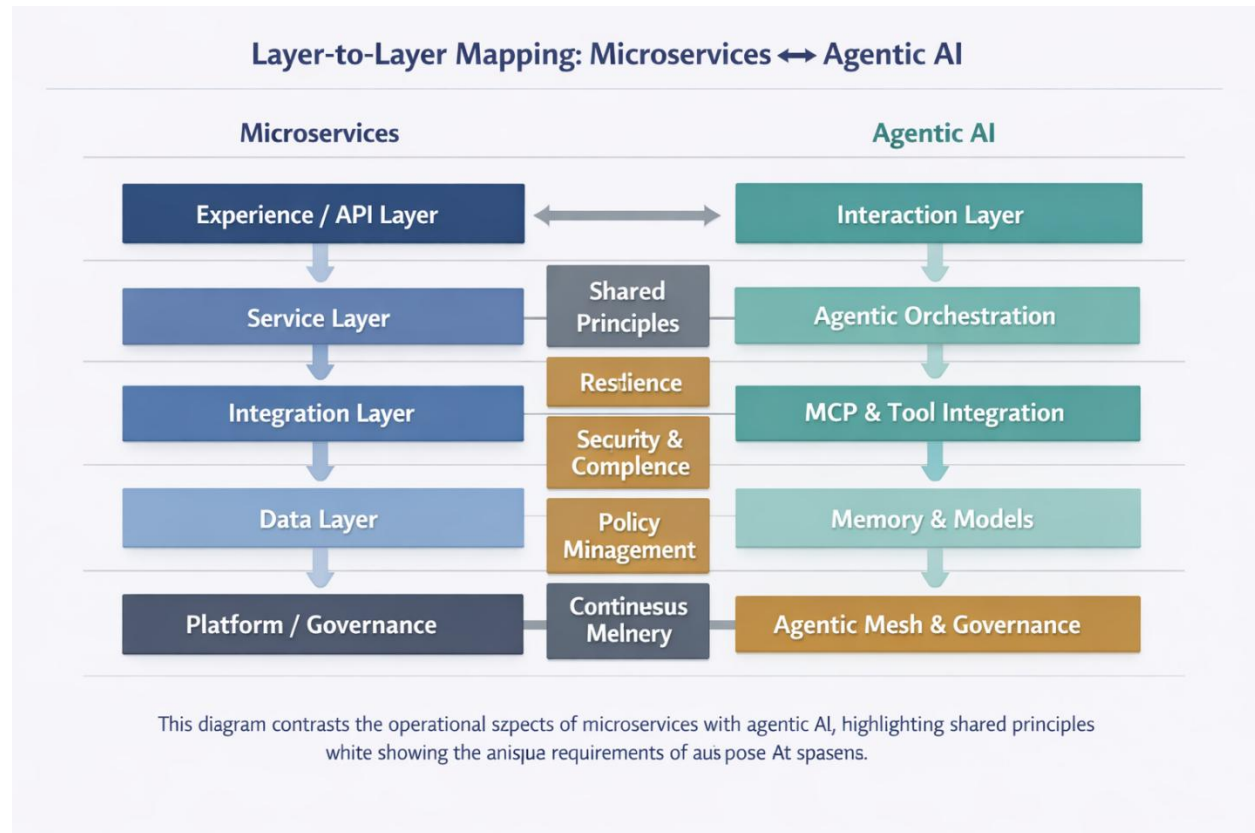 Layer-to-Layer Mapping: Microservices ↔ Agentic AI
Microservices
Agentic AI
Experience / API Layer
Interaction Layer
Service Layer
Shared
Principles
Agentic Orchestration
Integration Layer
Restlience
MCP & Tool Integration
Security &
Complence
Data Layer
Policy
Minagement
Memory & Models
Platform / Governance
Continesus
Melnery
Agentic Mesh & Governance
This diagram contrasts the operational szpects of microservices with agentic AI, highlighting shared principles
white showing the anisque requirements of aus pose At spasens.